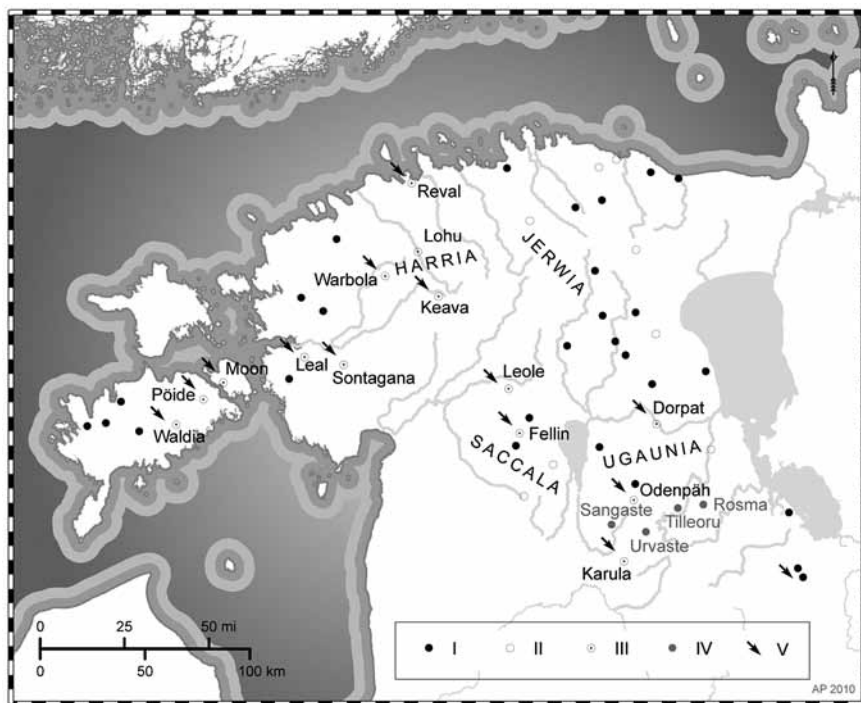 Reval
Lohu
HARRIA
Warbola
Keava
JERWIA
Moon
Leal
Sontagana
Leole
Pöide
Waldia
Fellin
Dorpat
SACCALA
UGAUNIA
Odenpäh
Sangaste
Rosma
Tilleoru
Urvaste
Karula
0 25 50 mi
0 50 100 km
I II III IV V
AP 2010